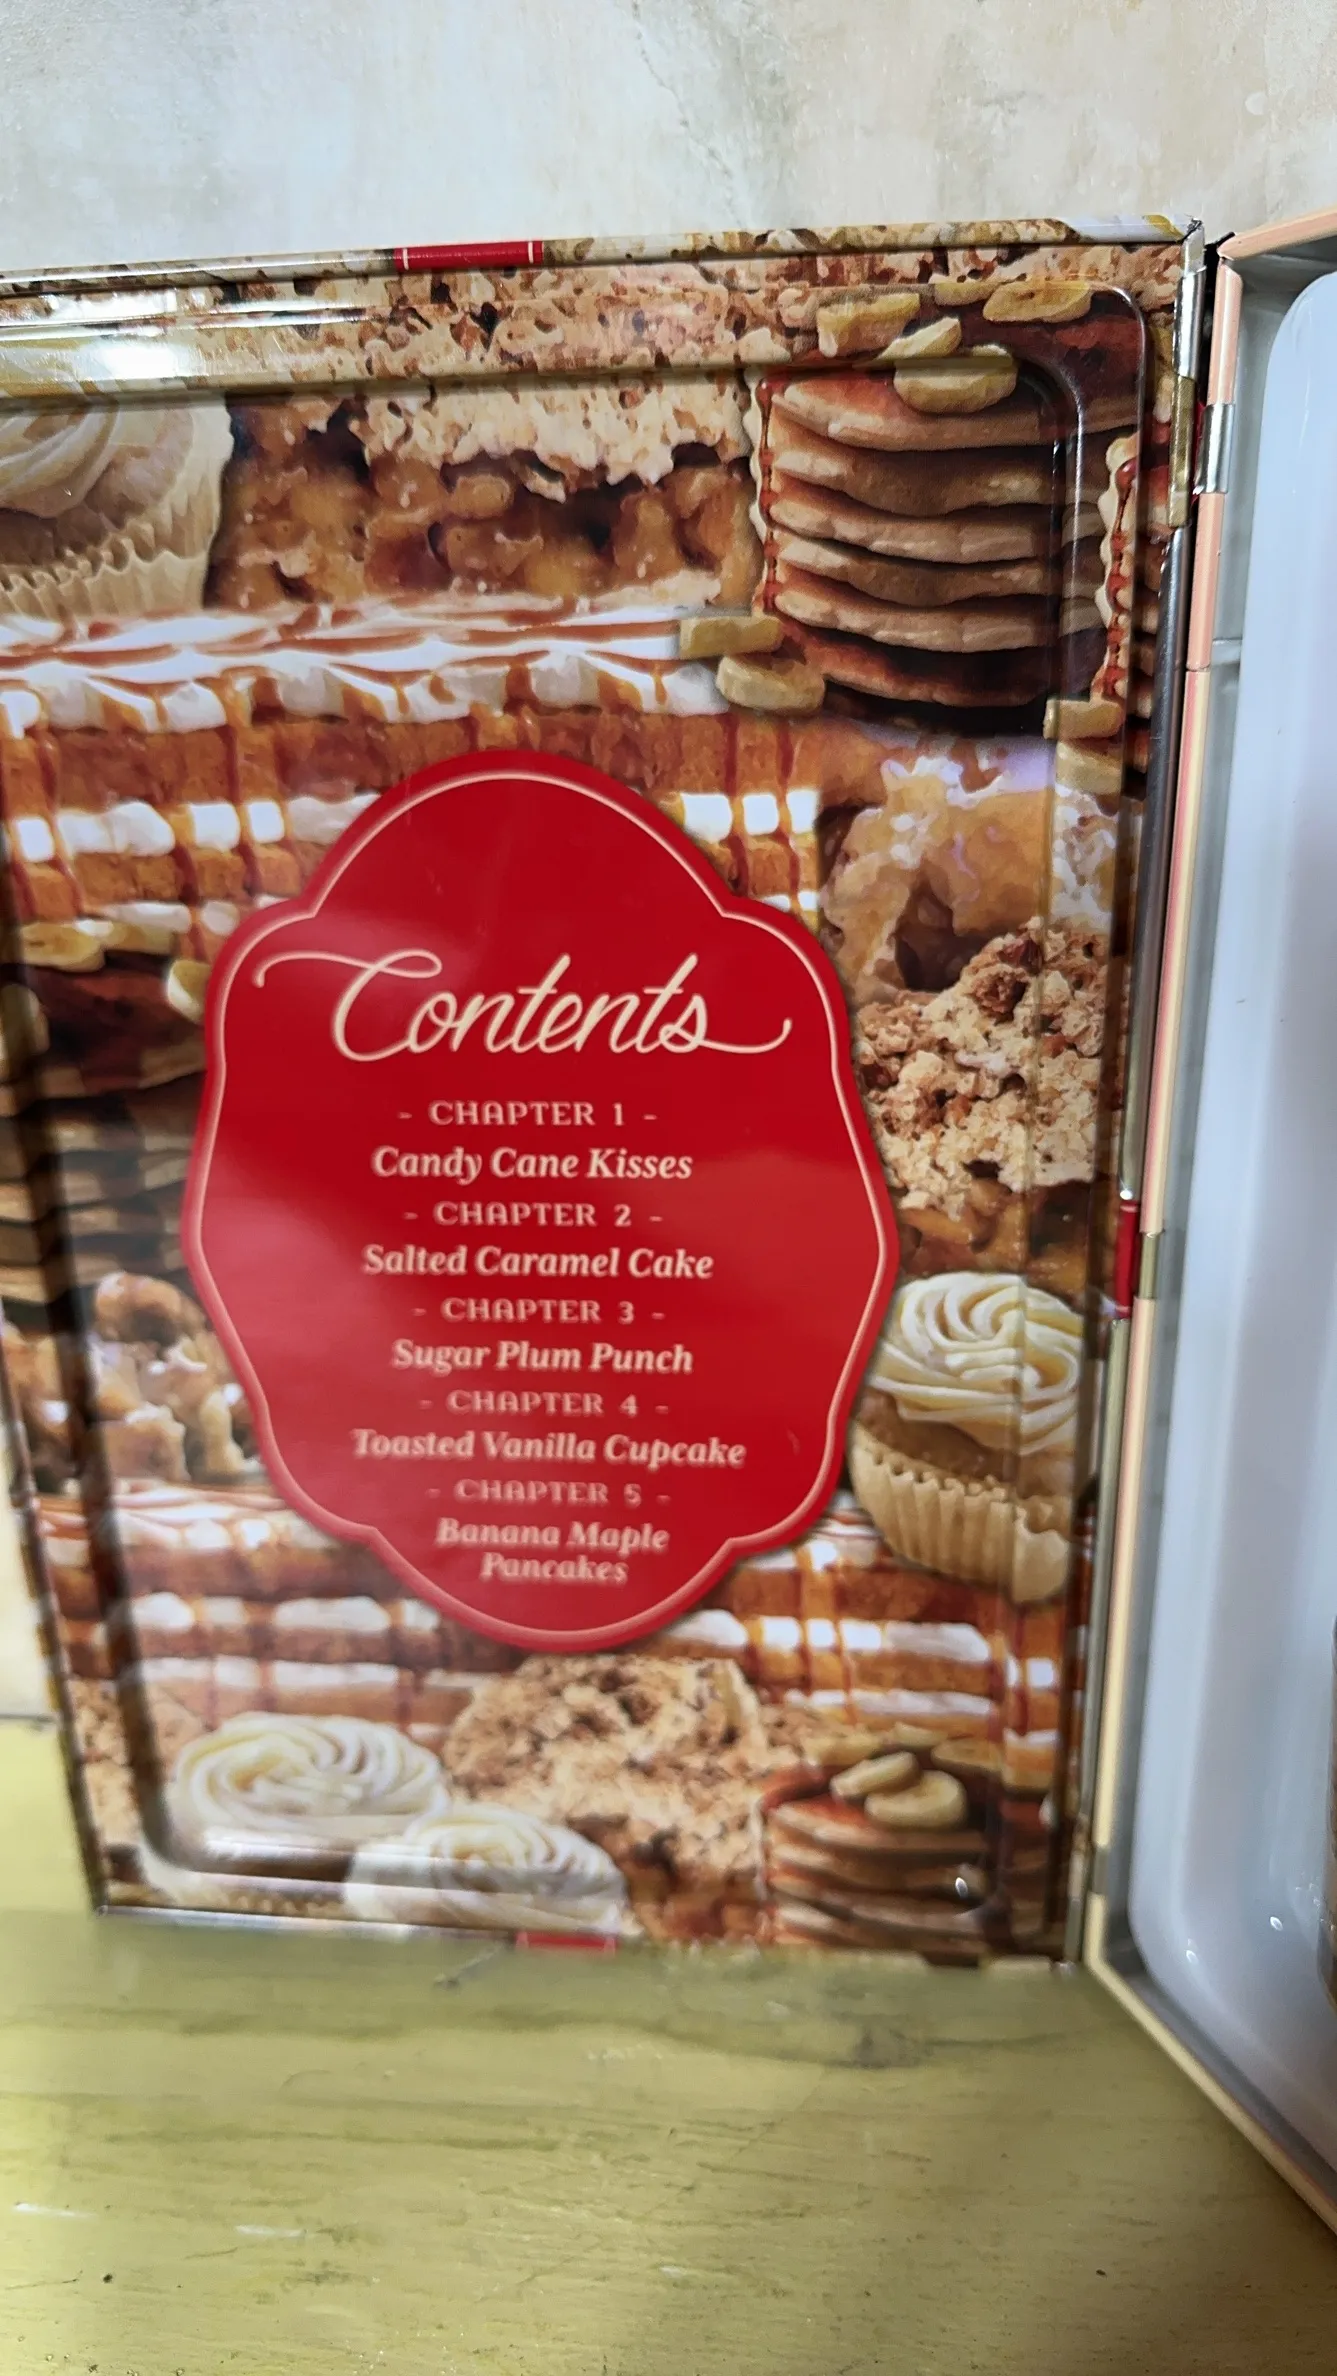 Contents
- CHAPTER 1 -
Candy Cane Kisses
- CHAPTER 2 -
Salted Caramel Cake
- CHAPTER 3 -
Sugar Plum Punch
- CHAPTER 4 -
Toasted Vanilla Cupcake
- CHAPTER 5 -
Banana Maple
Pancakes